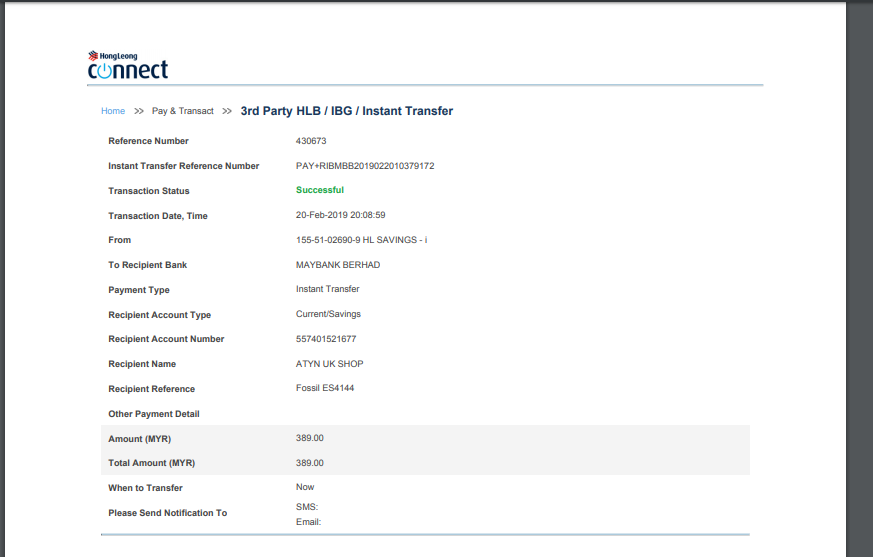 HongLeong
connect
Home >> Pay & Transact >> 3rd Party HLB / IBG / Instant Transfer
Reference Number 430673
Instant Transfer Reference Number PAY+RIBMBB2019022010379172
Transaction Status Successful
Transaction Date, Time 20-Feb-2019 20:08:59
From 155-51-02690-9 HL SAVINGS - i
To Recipient Bank MAYBANK BERHAD
Payment Type Instant Transfer
Recipient Account Type Current/Savings
Recipient Account Number 557401521677
Recipient Name ATYN UK SHOP
Recipient Reference Fossil ES4144
Other Payment Detail
Amount (MYR) 389.00
Total Amount (MYR) 389.00
When to Transfer Now
Please Send Notification To SMS:
Email: